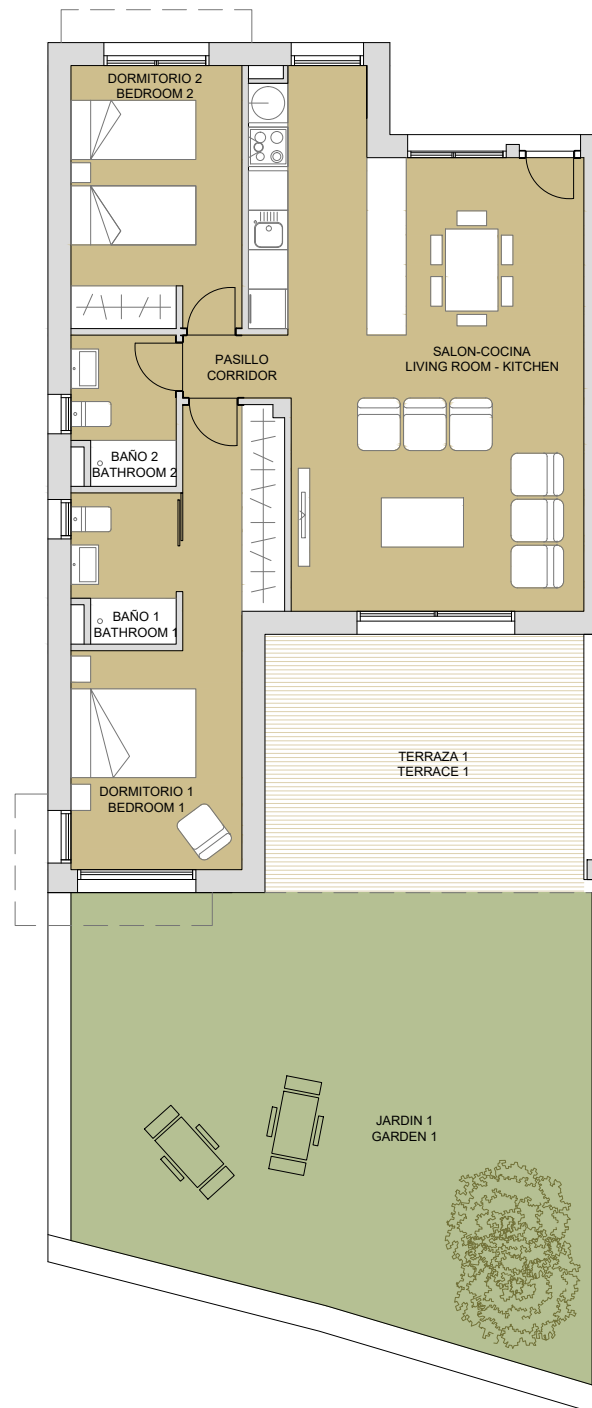 DORMITORIO 2
BEDROOM 2
PASILLO
CORRIDOR
SALON-COCINA
LIVING ROOM - KITCHEN
BAÑO 2
BATHROOM 2
BAÑO 1
BATHROOM 1
DORMITORIO 1
BEDROOM 1
TERRAZA 1
TERRACE 1
JARDIN 1
GARDEN 1